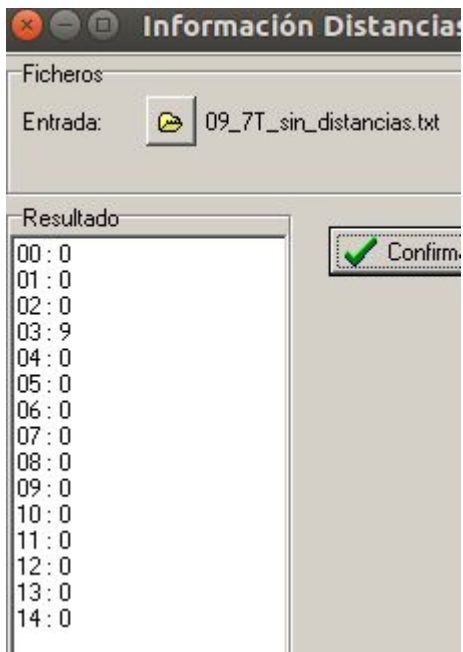 Información Distancias
Ficheros
Entrada: 09_7T_sin_distancias.txt
Resultado
Confirma
00 : 0
01 : 0
02 : 0
03 : 9
04 : 0
05 : 0
06 : 0
07 : 0
08 : 0
09 : 0
10 : 0
11 : 0
12 : 0
13 : 0
14 : 0